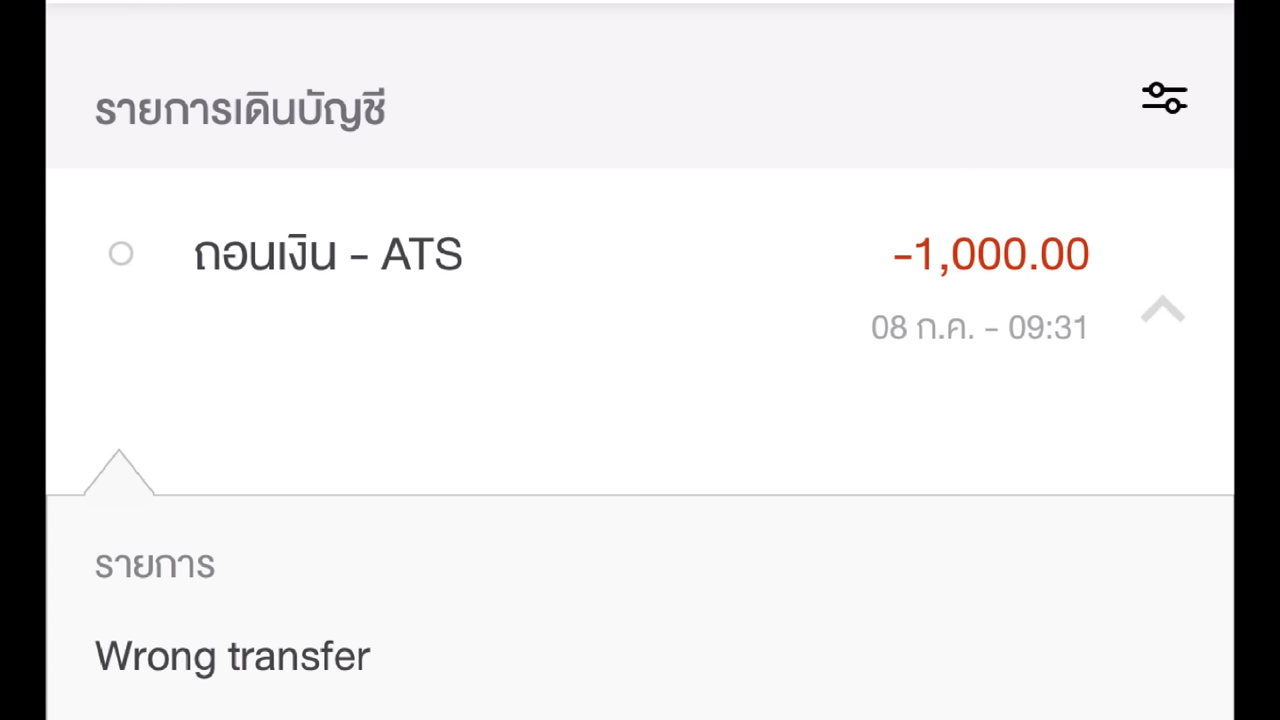 รายการเดินบัญชี
ถอนเงิน - ATS
-1,000.00
08 ก.ค. - 09:31
รายการ
Wrong transfer